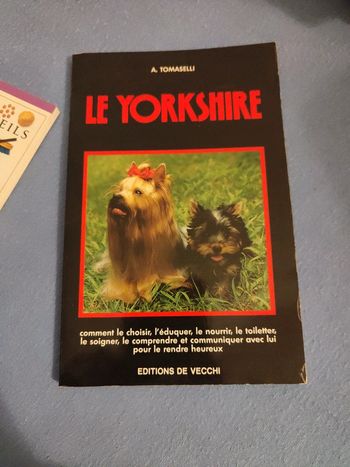 A. TOMASELLI
LE YORKSHIRE
comment le choisir, l'éduquer, le nourrir, le toiletter,
le soigner, le comprendre et communiquer avec lui
pour le rendre heureux
EDITIONS DE VECCHI
EILS